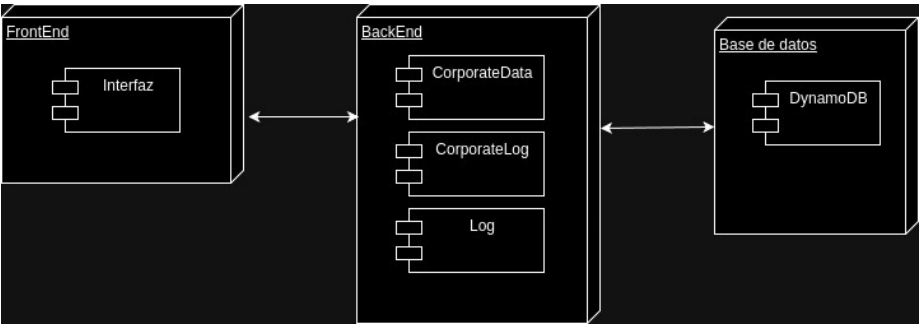 FrontEnd
Interfaz
BackEnd
CorporateData
CorporateLog
Log
Base de datos
DynamoDB